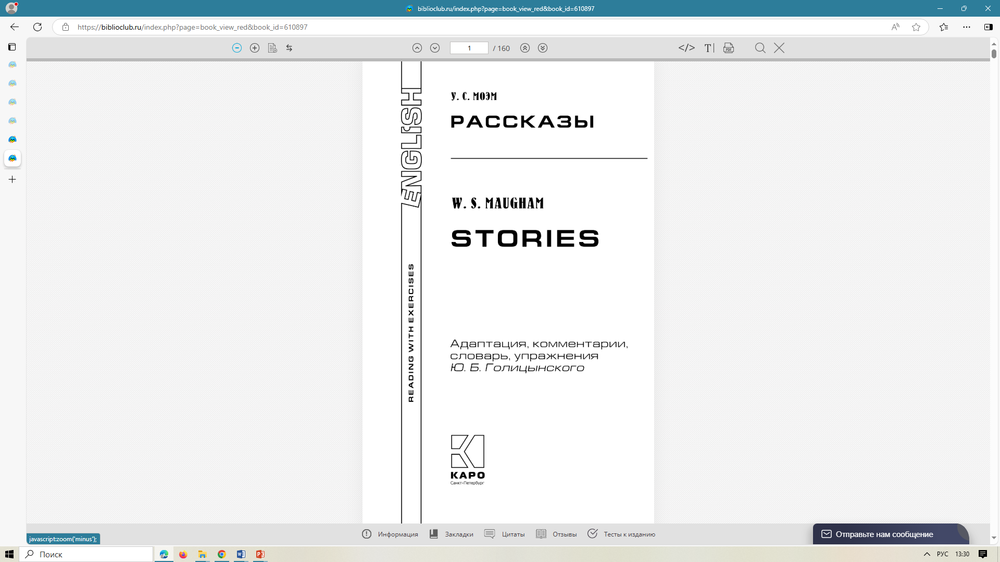 biblioclub.ru/index.php?page=book_view_red&book_id=610897
https://biblioclub.ru/index.php?page=book_view_red&book_id=610897
1 / 160
</> T| PDF
ENGLISH
READING WITH EXERCISES
У. С. МОЭМ
РАССКАЗЫ
W. S. MAUGHAM
STORIES
Адаптация, комментарии,
словарь, упражнения
Ю. Б. Голицынского
КАРО
Санкт-Петербург
Информация Закладки Цитаты Отзывы Тесты к изданию
Отправьте нам сообщение
javascript:zoom('minus');
Поиск
РУС 13:30